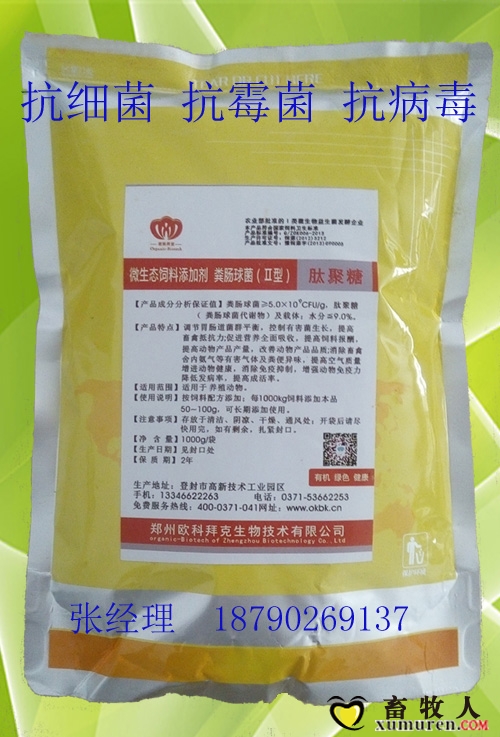 抗细菌 抗霉菌 抗病毒
农业部批准的1类微生物益生菌发酵企业
本产品符合国家饲料卫生标准
微生态饲料添加剂 粪肠球菌(Ⅱ型) 肽聚糖
【产品成分分析保证值】粪肠球菌≥5.0×10⁹CFU/g，肽聚糖
(粪肠球菌代谢物)及载体；水分≦9.0%。
【产品特点】调节胃肠道菌群平衡，控制有害菌生长，提高
畜禽抵抗力；促进营养全面吸收，提高饲料报酬，
提高动物产品产量，改善动物产品品质；消除畜禽
舍内氨气等有害气体及粪便异味，提高空气质量
增进动物健康，消除免疫抑制，增强动物免疫力
降低发病率，提高成活率。
【适用范围】适用于养殖动物。
【使用说明】按饲料配方添加，每1000kg饲料添加本品
50~100g，可长期添加使用。
【注意事项】存放于清洁、阴凉、干燥、通风处；开袋后请尽
快用完，如有剩余，扎紧封口。
【净 含 量】1000g/袋
【生产日期】见封口处
【保 质 期】2年
有机 绿色 健康
生产地址：登封市高新技术工业园区
手机：13346622263 电话：0371-53662253
免费服务热线：400-0371-041 网址：www.okbk.cn
郑州欧科拜克生物技术有限公司
organic-Biotech of Zhengzhou Biotechnology Co., Ltd
张经理 18790269137
畜牧人
xumuren.com